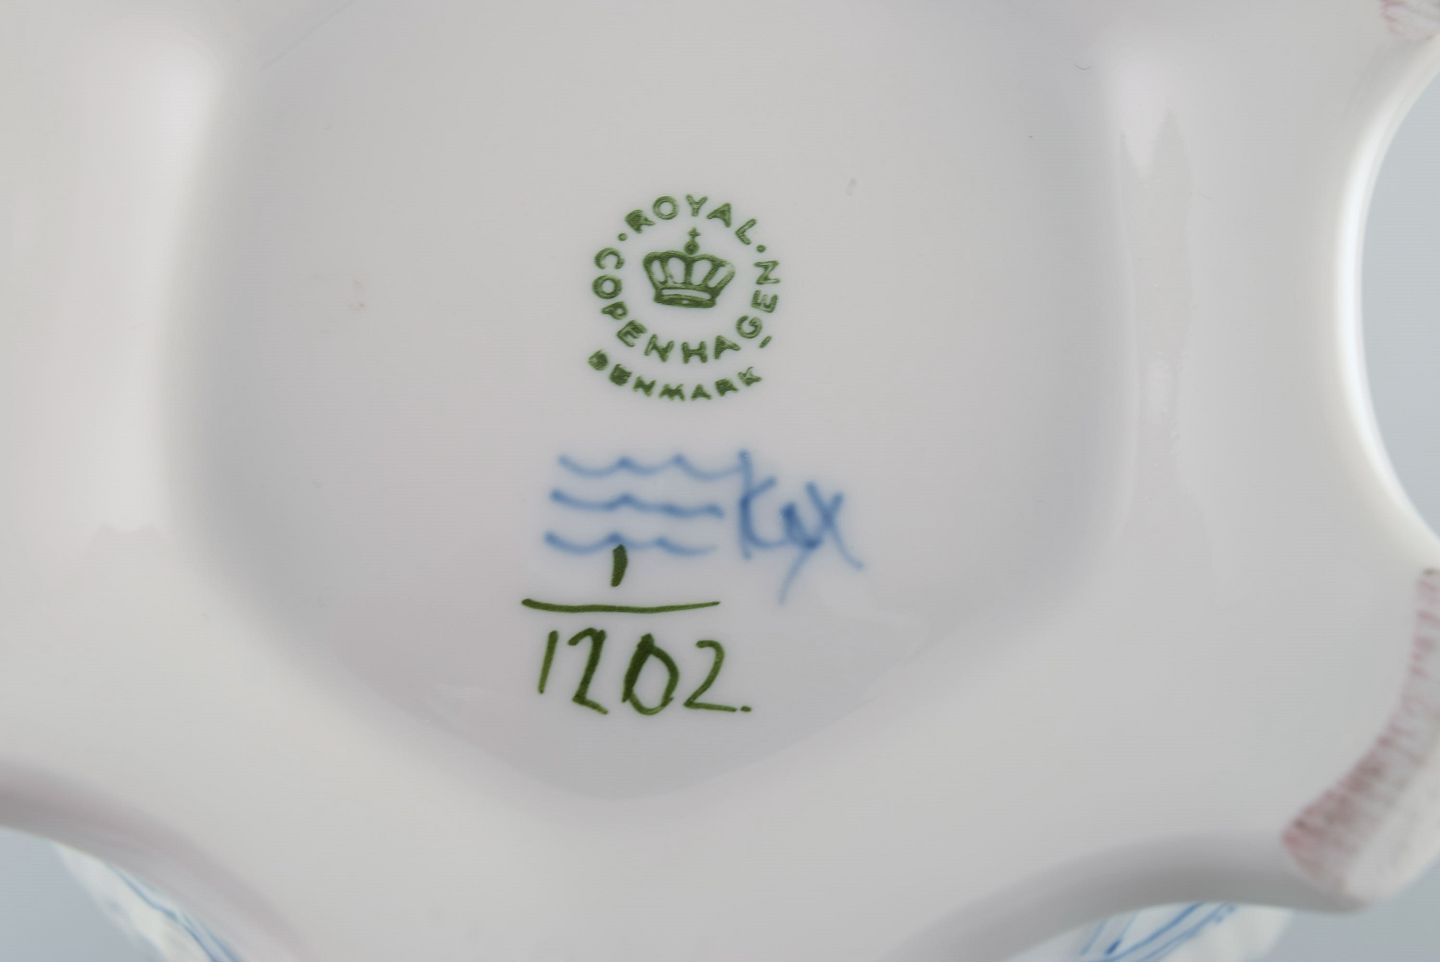 ROYAL
COPENHAGEN
DENMARK
1
1202.